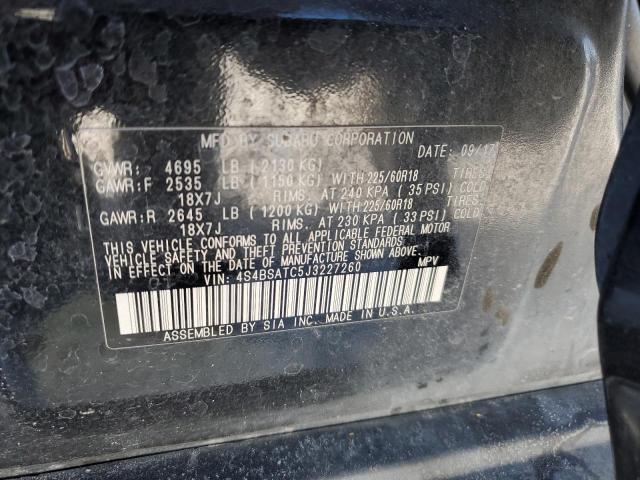 MFD BY SUBARU CORPORATION
DATE: 09/17
GVWR: 4695 LB (2130 KG)
GAWR:F 2535 LB (1150 KG) WITH 225/60R18 TIRES,
18X7J RIMS, AT 240 KPA (35 PSI) COLD
GAWR:R 2645 LB (1200 KG) WITH 225/60R18 TIRES,
18X7J RIMS, AT 230 KPA (33 PSI) COLD
THIS VEHICLE CONFORMS TO ALL APPLICABLE FEDERAL MOTOR
VEHICLE SAFETY AND THEFT PREVENTION STANDARDS
IN EFFECT ON THE DATE OF MANUFACTURE SHOWN ABOVE.
VIN: 4S4BSATC5J3227260 MPV
ASSEMBLED BY SIA INC. MADE IN U.S.A.